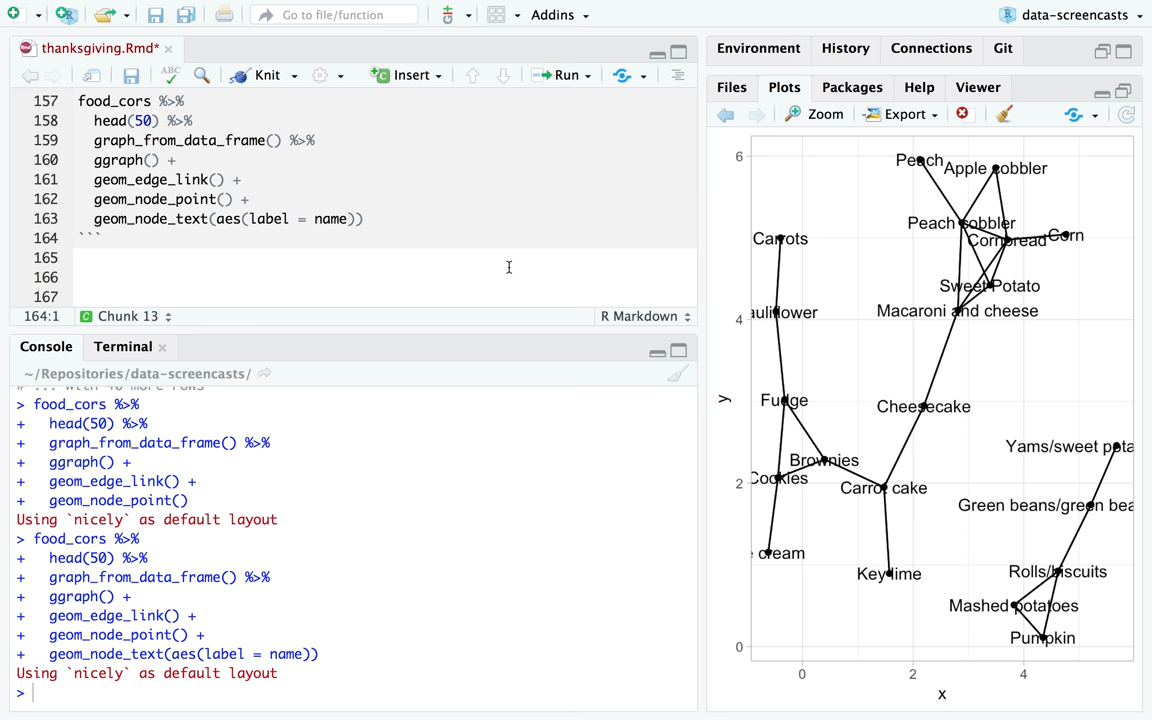 Go to file/function
Addins
data-screencasts
thanksgiving.Rmd*
ABC
Knit
Insert
Run
157 food_cors %>%
158 head(50) %>%
159 graph_from_data_frame() %>%
160 ggraph() +
161 geom_edge_link() +
162 geom_node_point() +
163 geom_node_text(aes(label = name))
164 ```
165
166
167
164:1 Chunk 13 R Markdown
Console Terminal
~/Repositories/data-screencasts/
> food_cors %>%
+ head(50) %>%
+ graph_from_data_frame() %>%
+ ggraph() +
+ geom_edge_link() +
+ geom_node_point()
Using `nicely` as default layout
> food_cors %>%
+ head(50) %>%
+ graph_from_data_frame() %>%
+ ggraph() +
+ geom_edge_link() +
+ geom_node_point() +
+ geom_node_text(aes(label = name))
Using `nicely` as default layout
>
Environment History Connections Git
Files Plots Packages Help Viewer
Zoom Export
6
4
2
0
y
Peach
Apple cobbler
Peach cobbler
Cornbread
Corn
Carrots
Sweet Potato
Macaroni and cheese
auliflower
Fudge
Cheesecake
Yams/sweet pota
Brownies
Cookies
Carrot cake
Green beans/green bea
e cream
Key lime
Rolls/biscuits
Mashed potatoes
Pumpkin
0 2 4
x